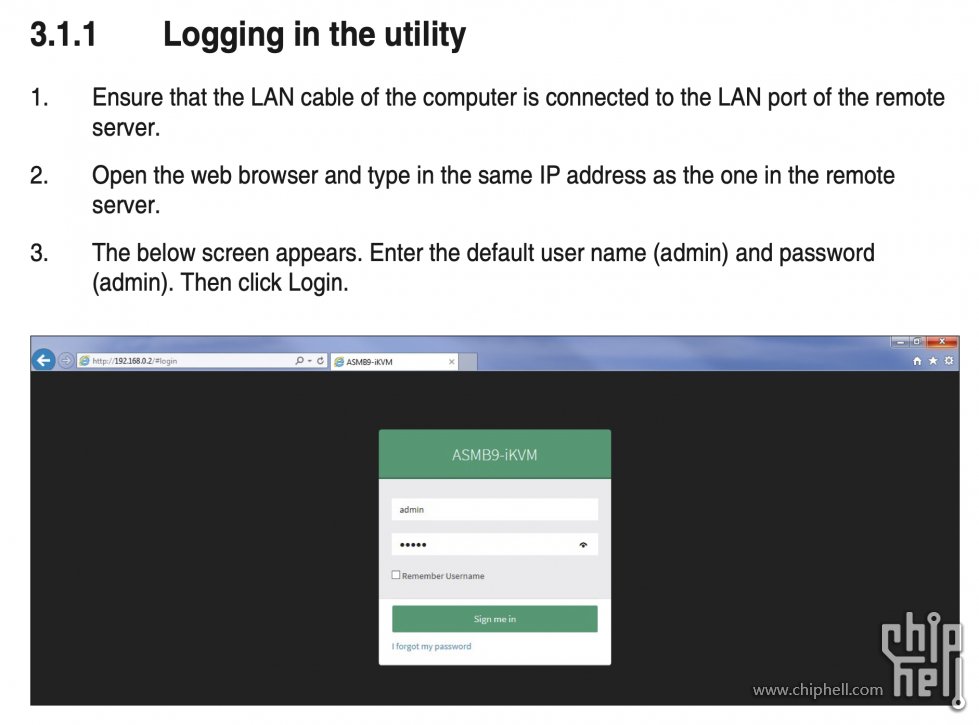 3.1.1 Logging in the utility
1. Ensure that the LAN cable of the computer is connected to the LAN port of the remote
server.
2. Open the web browser and type in the same IP address as the one in the remote
server.
3. The below screen appears. Enter the default user name (admin) and password
(admin). Then click Login.
http://192.168.0.2/#login
ASMB9-iKVM
ASMB9-iKVM
admin
•••••
Remember Username
Sign me in
I forgot my password
www.chiphell.com
chip
hell